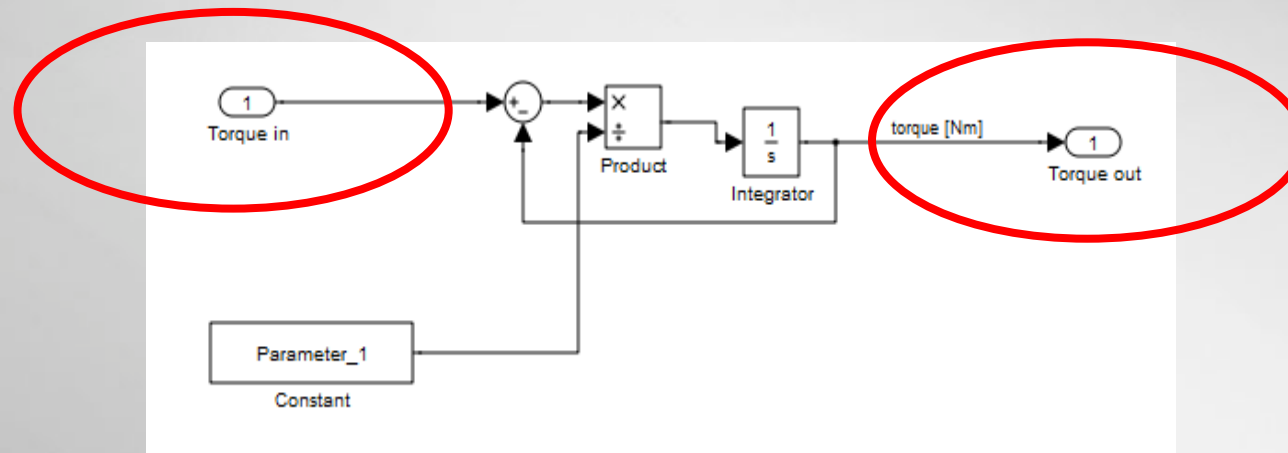 1
Torque in
+
−
×
÷
Product
1
s
Integrator
torque [Nm]
1
Torque out
Parameter_1
Constant